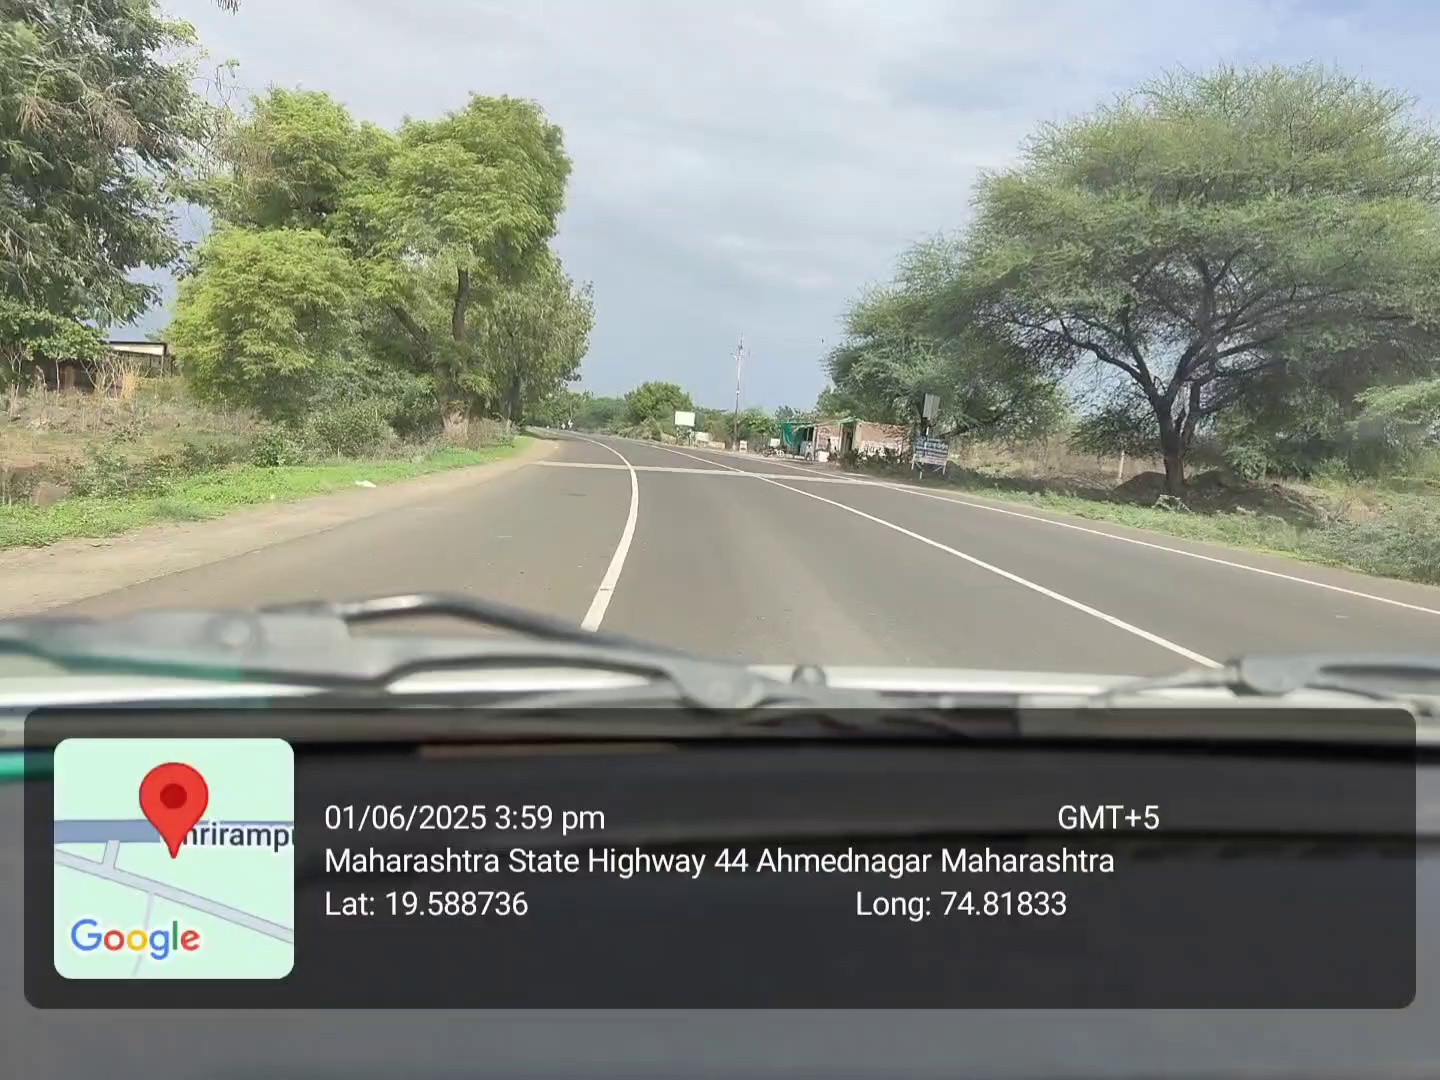 01/06/2025 3:59 pm GMT+5
Maharashtra State Highway 44 Ahmednagar Maharashtra
Lat: 19.588736 Long: 74.81833
Google